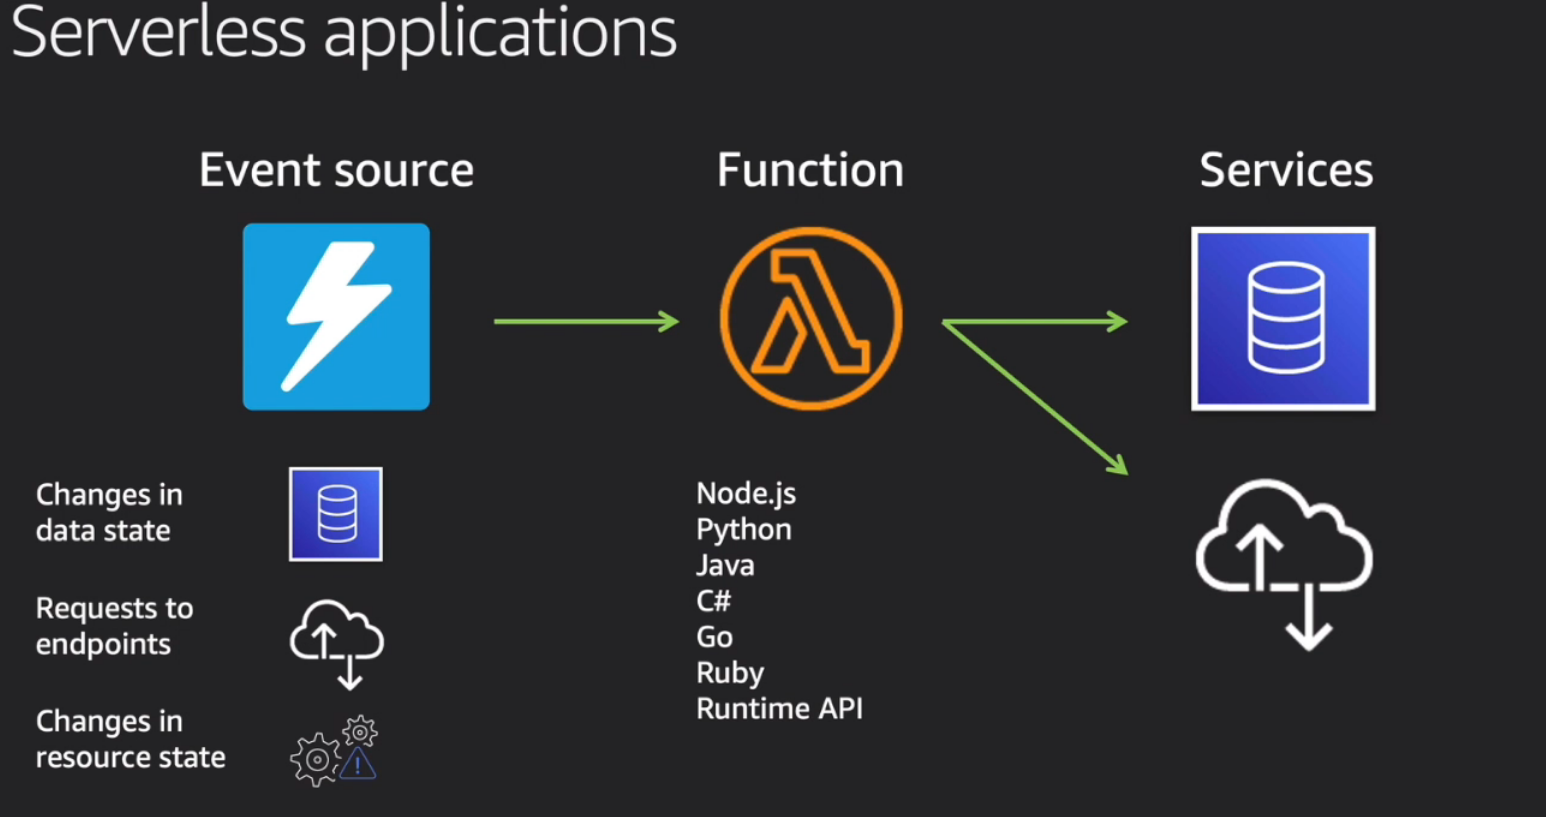 Serverless applications
Event source
Function
Services
Changes in
data state
Requests to
endpoints
Changes in
resource state
Node.js
Python
Java
C#
Go
Ruby
Runtime API